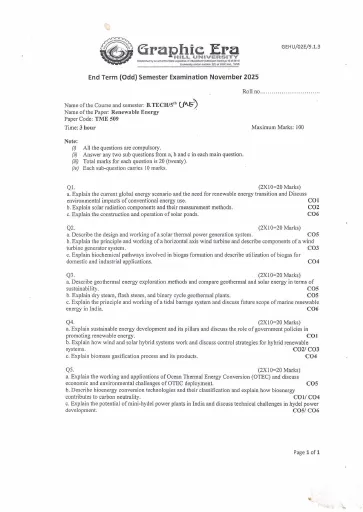 GEHU/02E/9.1.3
Graphic Era
HILL UNIVERSITY
End Term (Odd) Semester Examination November 2025
Roll no............................
Name of the Course and semester: B.TECH/5th (ME)
Name of the Paper: Renewable Energy
Paper Code: TME 509
Time: 3 hour Maximum Marks: 100
Note:
(i) All the questions are compulsory.
(ii) Answer any two sub questions from a, b and c in each main question.
(iii) Total marks for each question is 20 (twenty).
(iv) Each sub-question carries 10 marks.
Q1. (2X10=20 Marks)
a. Explain the current global energy scenario and the need for renewable energy transition and Discuss
environmental impacts of conventional energy use. CO1
b. Explain solar radiation components and their measurement methods. CO2
c. Explain the construction and operation of solar ponds. CO6
Q2. (2X10=20 Marks)
a. Describe the design and working of a solar thermal power generation system. CO5
b. Explain the principle and working of a horizontal axis wind turbine and describe components of a wind
turbine generator system. CO3
c. Explain biochemical pathways involved in biogas formation and describe utilization of biogas for
domestic and industrial applications. CO4
Q3. (2X10=20 Marks)
a. Describe geothermal energy exploration methods and compare geothermal and solar energy in terms of
sustainability. CO5
b. Explain dry steam, flash steam, and binary cycle geothermal plants. CO5
c. Explain the principle and working of a tidal barrage system and discuss future scope of marine renewable
energy in India. CO6
Q4. (2X10=20 Marks)
a. Explain sustainable energy development and its pillars and discuss the role of government policies in
promoting renewable energy. CO1
b. Explain how wind and solar hybrid systems work and discuss control strategies for hybrid renewable
systems. CO2/ CO3
c. Explain biomass gasification process and its products. CO4
Q5. (2X10=20 Marks)
a. Explain the working and applications of Ocean Thermal Energy Conversion (OTEC) and discuss
economic and environmental challenges of OTEC deployment. CO5
b. Describe bioenergy conversion technologies and their classification and explain how bioenergy
contributes to carbon neutrality. CO1/ CO4
c. Explain the potential of mini-hydel power plants in India and discuss technical challenges in hydel power
development. CO5/ CO6
Page 1 of 1